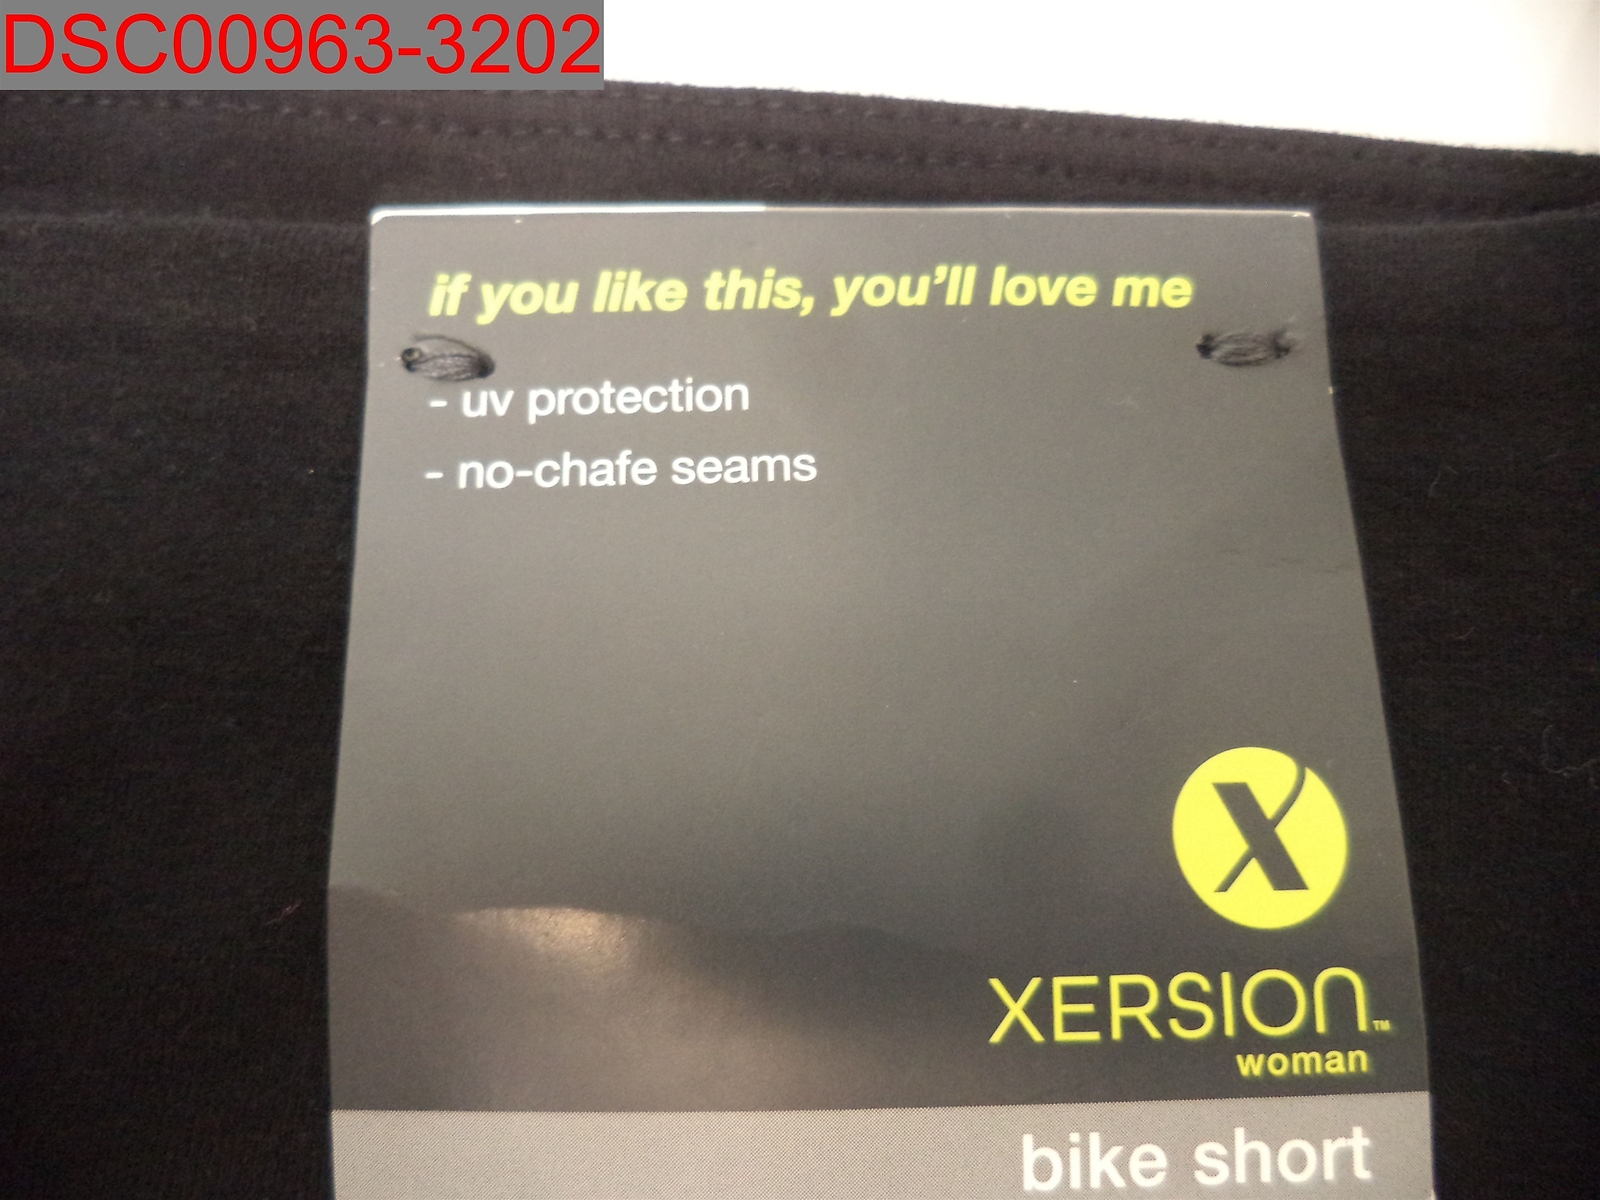 DSC00963-3202
if you like this, you'll love me
- uv protection
- no-chafe seams
X
XERSION™
woman
bike short